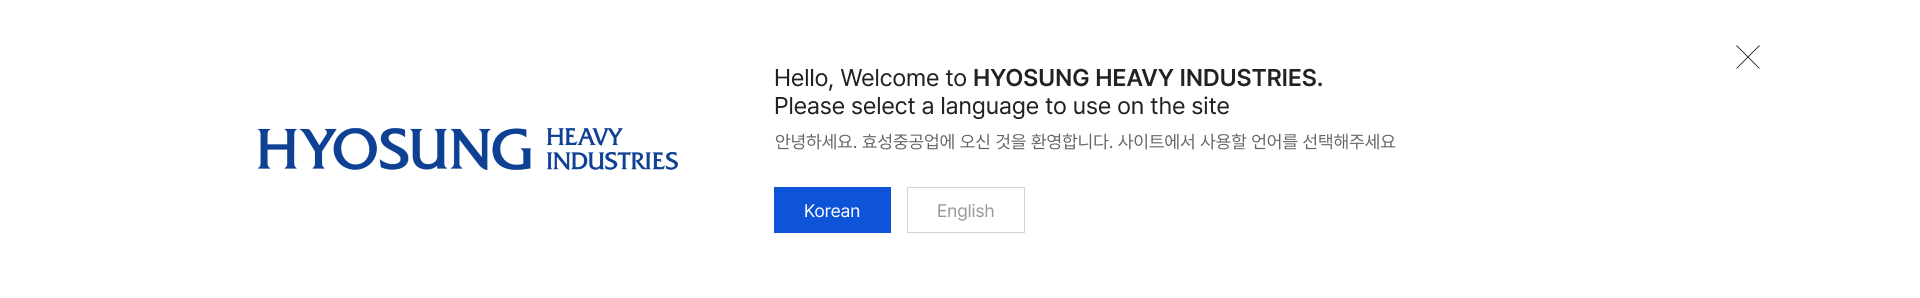 HYOSUNG HEAVY INDUSTRIES
Hello, Welcome to HYOSUNG HEAVY INDUSTRIES.
Please select a language to use on the site
안녕하세요. 효성중공업에 오신 것을 환영합니다. 사이트에서 사용할 언어를 선택해주세요
Korean
English